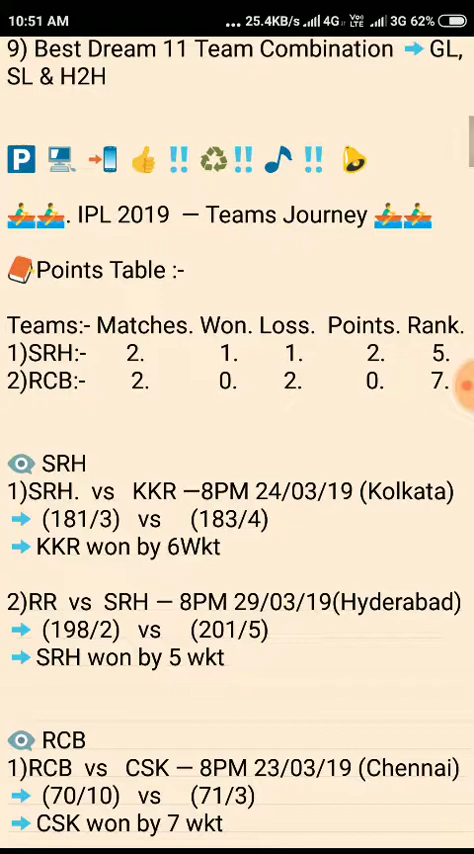 10:51 AM ... 25.4KB/s 4G VoLTE 3G 62%
9) Best Dream 11 Team Combination ➡ GL,
SL & H2H
🅿 💻 📲 👍 ‼ ♻ ‼ 🎵 ‼ 🔔
🚣🚣. IPL 2019 — Teams Journey 🚣🚣
📕Points Table :-
Teams:- Matches. Won. Loss. Points. Rank.
1)SRH:- 2. 1. 1. 2. 5.
2)RCB:- 2. 0. 2. 0. 7.
👁 SRH
1)SRH. vs KKR —8PM 24/03/19 (Kolkata)
➡ (181/3) vs (183/4)
➡ KKR won by 6Wkt
2)RR vs SRH — 8PM 29/03/19(Hyderabad)
➡ (198/2) vs (201/5)
➡ SRH won by 5 wkt
👁 RCB
1)RCB vs CSK — 8PM 23/03/19 (Chennai)
➡ (70/10) vs (71/3)
➡ CSK won by 7 wkt